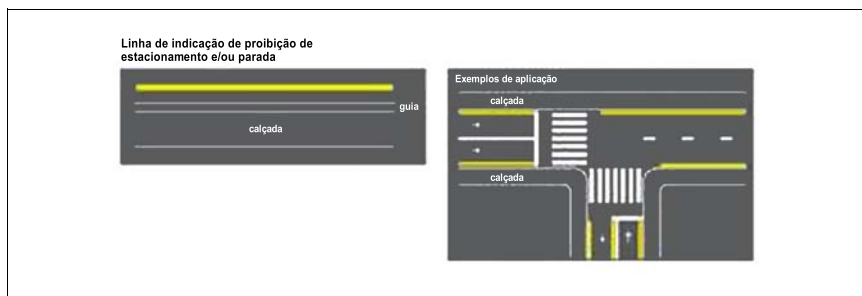 Linha de indicação de proibição de
estacionamento e/ou parada
guia
calçada
Exemplos de aplicação
calçada
calçada